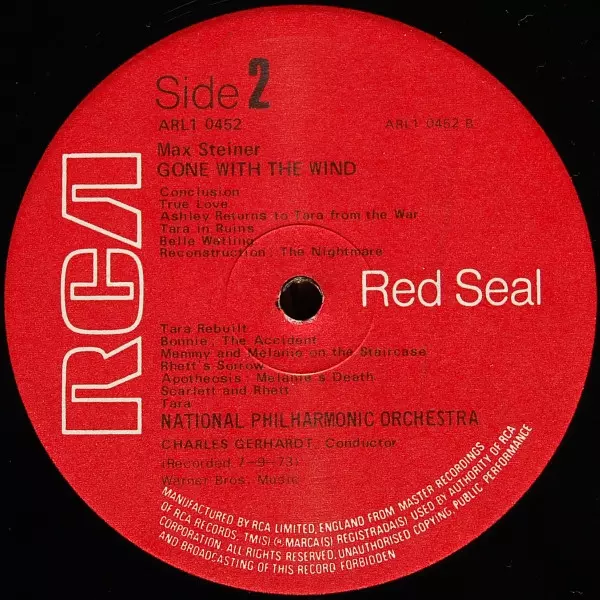 Side 2
ARL1 0452
ARL1 0452 B
Max Steiner
GONE WITH THE WIND
Conclusion
True Love
Ashley Returns to Tara from the War
Tara in Ruins
Belle Watling
Reconstruction: The Nightmare
RCA
Red Seal
Tara Rebuilt
Bonnie; The Accident
Mammy and Melanie on the Staircase
Rhett's Sorrow
Apotheosis: Melanie's Death
Scarlett and Rhett
Tara
NATIONAL PHILHARMONIC ORCHESTRA
CHARLES GERHARDT, Conductor
(Recorded 7-9-73)
Warner Bros. Music
MANUFACTURED BY RCA LIMITED, ENGLAND FROM MASTER RECORDINGS
OF RCA RECORDS. TM(S) ® MARCA(S) REGISTRADA(S) USED BY AUTHORITY OF RCA
CORPORATION. ALL RIGHTS RESERVED. UNAUTHORISED COPYING, PUBLIC PERFORMANCE
AND BROADCASTING OF THIS RECORD FORBIDDEN